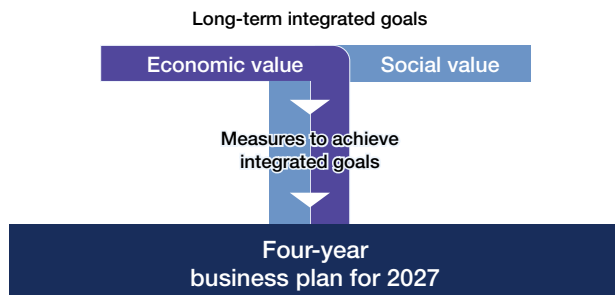 Long-term integrated goals
Economic value
Social value
Measures to achieve
integrated goals
Four-year
business plan for 2027